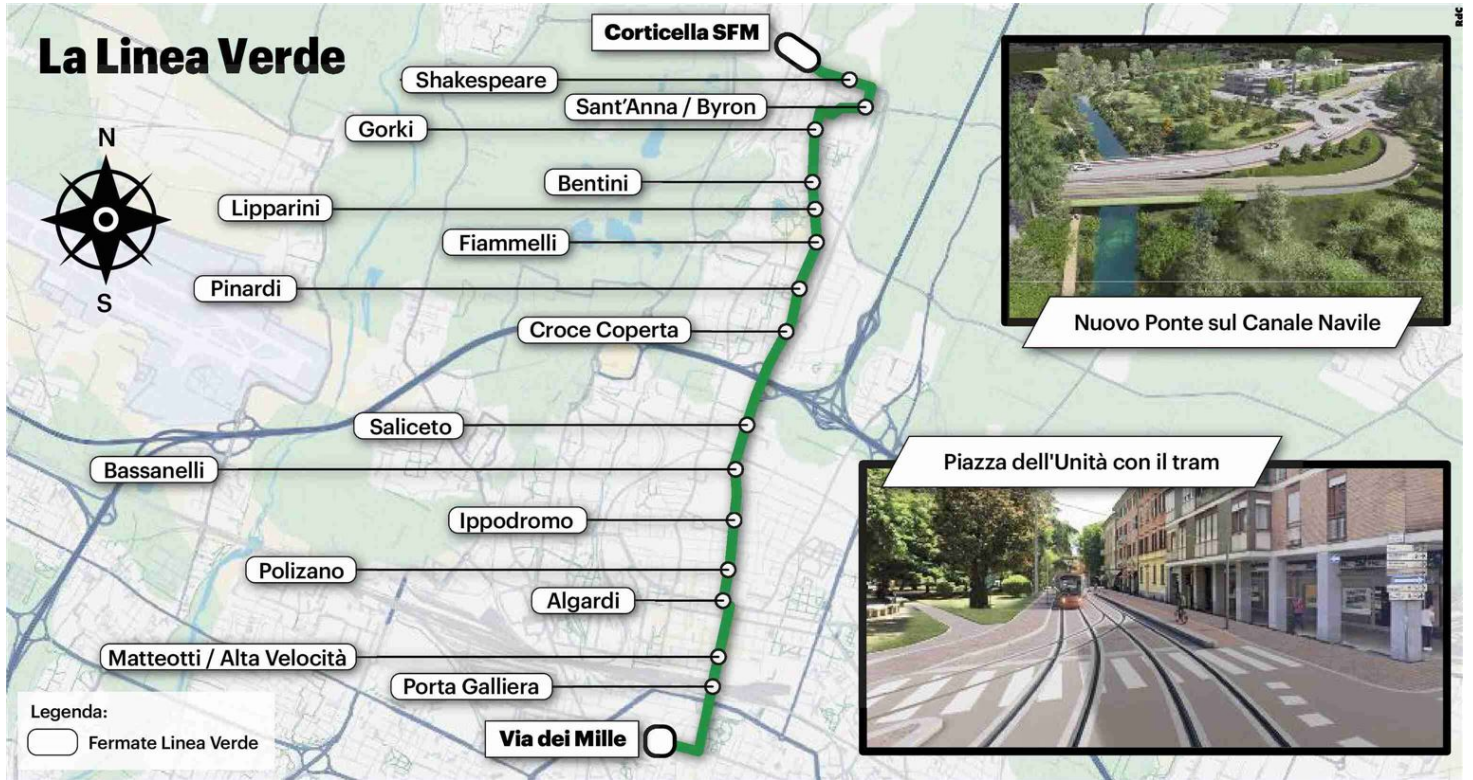 La Linea Verde
RdC
Corticella SFM
Shakespeare
Sant'Anna / Byron
Gorki
Bentini
Lipparini
Fiammelli
Pinardi
Croce Coperta
Saliceto
Bassanelli
Ippodromo
Polizano
Algardi
Matteotti / Alta Velocità
Porta Galliera
Via dei Mille
N
S
Legenda:
Fermate Linea Verde
Nuovo Ponte sul Canale Navile
Piazza dell'Unità con il tram